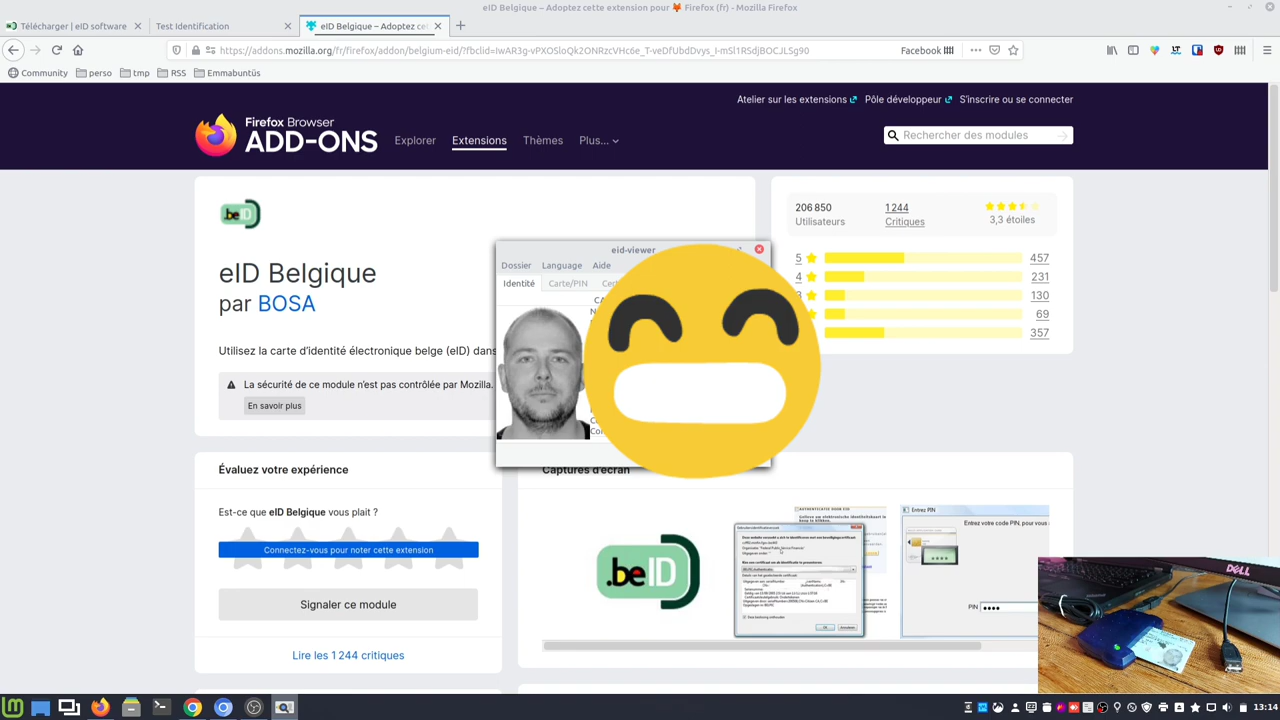 eID Belgique – Adoptez cette extension pour 🦊 Firefox (fr) - Mozilla Firefox
Télécharger | eID software
Test Identification
eID Belgique – Adoptez cet
https://addons.mozilla.org/fr/firefox/addon/belgium-eid/?fbclid=IwAR3g-vPXOSloQk2ONRzcVHc6e_T-veDfUbdDvys_I-mSl1RSdjBOCJLSg90
Facebook
Community
perso
tmp
RSS
Emmabuntüs
Atelier sur les extensions
Pôle développeur
S'inscrire ou se connecter
Firefox Browser
ADD-ONS
Explorer
Extensions
Thèmes
Plus...
Rechercher des modules
.beID
eID Belgique
par BOSA
Utilisez la carte d'identité électronique belge (eID) dans
La sécurité de ce module n'est pas contrôlée par Mozilla.
En savoir plus
206 850
Utilisateurs
1 244
Critiques
3,3 étoiles
5
457
4
231
130
69
357
eid-viewer
Dossier
Language
Aide
Identité
Carte/PIN
Évaluez votre expérience
Est-ce que eID Belgique vous plait ?
Connectez-vous pour noter cette extension
Signaler ce module
Lire les 1 244 critiques
Captures d'écran
.beID
Entrez PIN
Entrez votre code PIN, pour vous
PIN
DELL
13:14